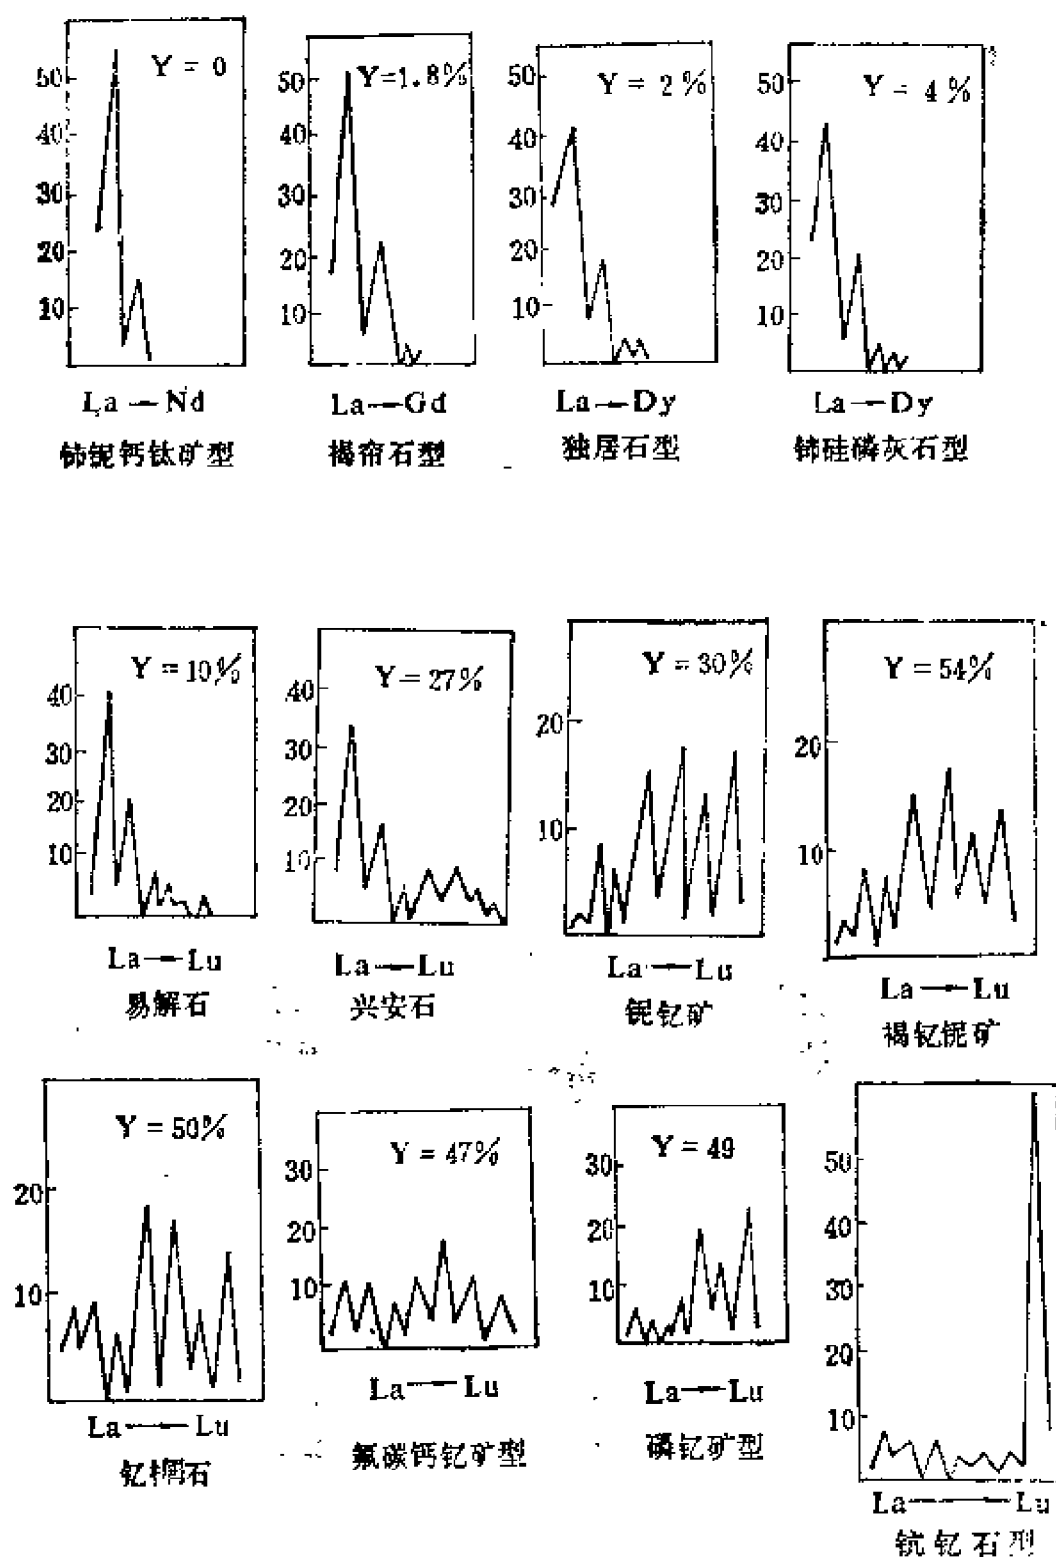 Y = 0
50
40
30
20
10
La — Nd
铈铌钙钛矿型
Y=1.8%
50
40
30
20
10
La—Gd
揭帘石型
Y = 2%
50
40
30
20
10
La—Dy
独居石型
Y = 4%
50
40
30
20
10
La—Dy
铈硅磷灰石型
Y = 10%
40
30
20
10
La—Lu
易解石
Y = 27%
40
30
20
10
La—Lu
兴安石
Y = 30%
20
10
La—Lu
铌钇矿
Y = 54%
20
10
La—Lu
褐钇铌矿
Y = 50%
20
10
La——Lu
钇榍石
Y = 47%
30
20
10
La——Lu
氟碳钙钇矿型
Y = 49
30
20
10
La—Lu
磷钇矿型
50
40
30
20
10
La———Lu
钪钇石型